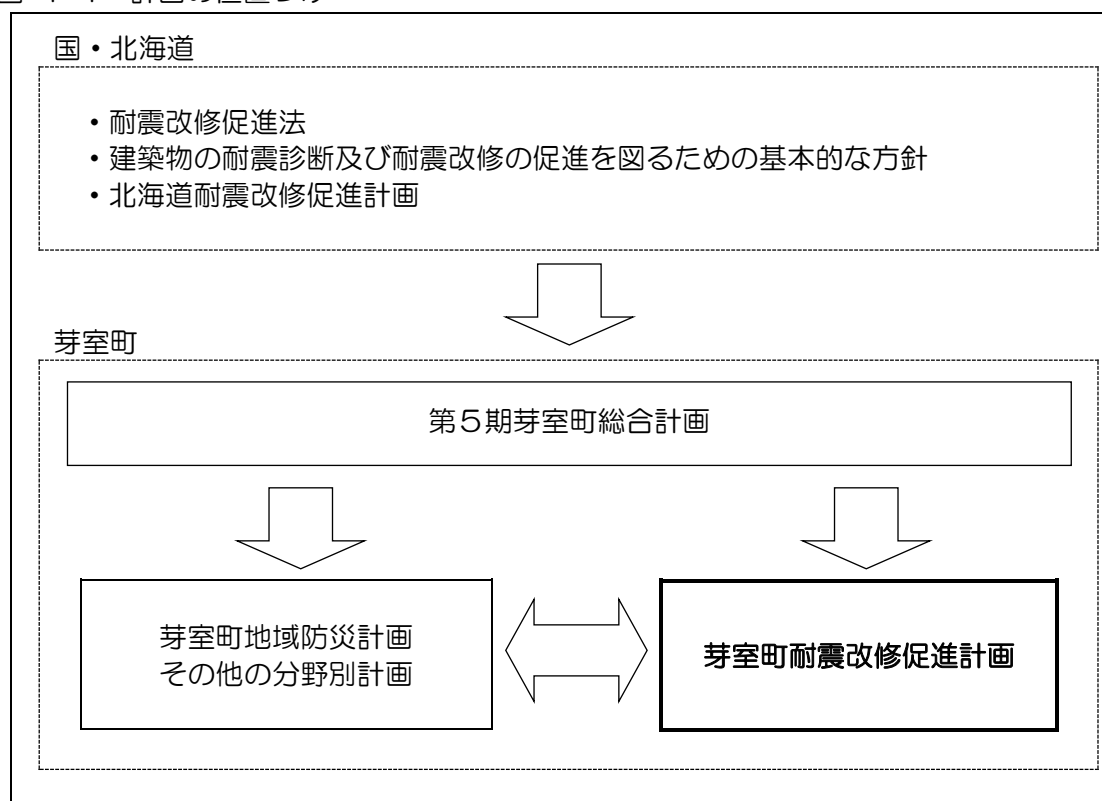 国・北海道
・耐震改修促進法
・建築物の耐震診断及び耐震改修の促進を図るための基本的な方針
・北海道耐震改修促進計画
芽室町
第５期芽室町総合計画
芽室町地域防災計画
その他の分野別計画
芽室町耐震改修促進計画